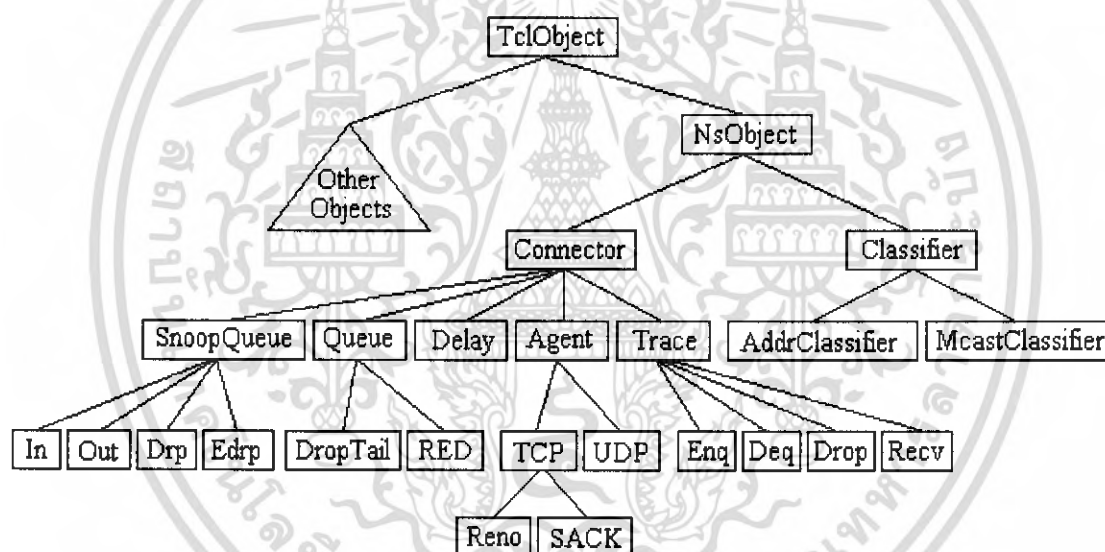 TclObject
NsObject
Other
Objects
Connector
Classifier
SnoopQueue
Queue
Delay
Agent
Trace
AddrClassifier
McastClassifier
In
Out
Drp
Edrp
DropTail
RED
TCP
UDP
Enq
Deq
Drop
Recv
Reno
SACK